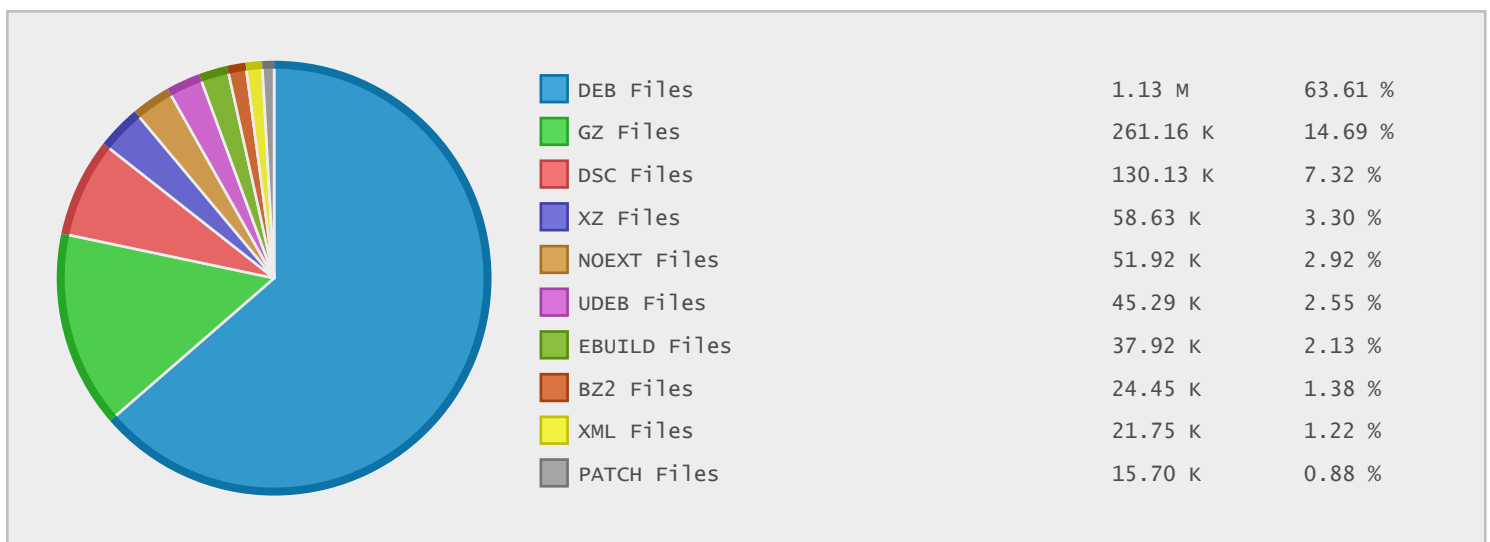 DEB Files 1.13 M 63.61 %
GZ Files 261.16 K 14.69 %
DSC Files 130.13 K 7.32 %
XZ Files 58.63 K 3.30 %
NOEXT Files 51.92 K 2.92 %
UDEB Files 45.29 K 2.55 %
EBUILD Files 37.92 K 2.13 %
BZ2 Files 24.45 K 1.38 %
XML Files 21.75 K 1.22 %
PATCH Files 15.70 K 0.88 %